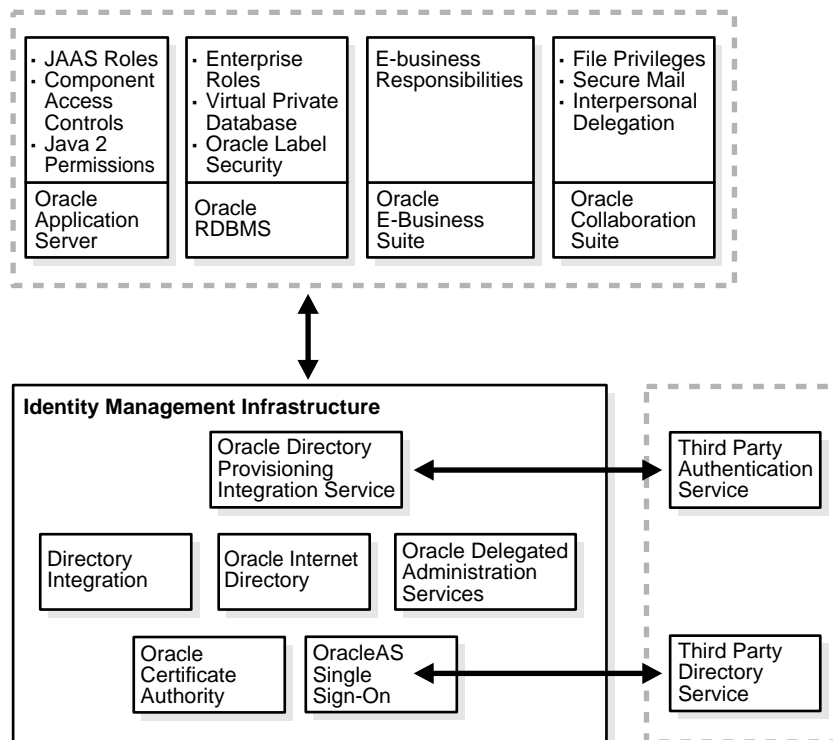 · JAAS Roles
· Component
Access
Controls
· Java 2
Permissions
Oracle
Application
Server
· Enterprise
Roles
· Virtual Private
Database
· Oracle Label
Security
Oracle
RDBMS
E-business
Responsibilities
Oracle
E-Business
Suite
· File Privileges
· Secure Mail
· Interpersonal
Delegation
Oracle
Collaboration
Suite
Identity Management Infrastructure
Oracle Directory
Provisioning
Integration Service
Third Party
Authentication
Service
Directory
Integration
Oracle Internet
Directory
Oracle Delegated
Administration
Services
Oracle
Certificate
Authority
OracleAS
Single
Sign-On
Third Party
Directory
Service